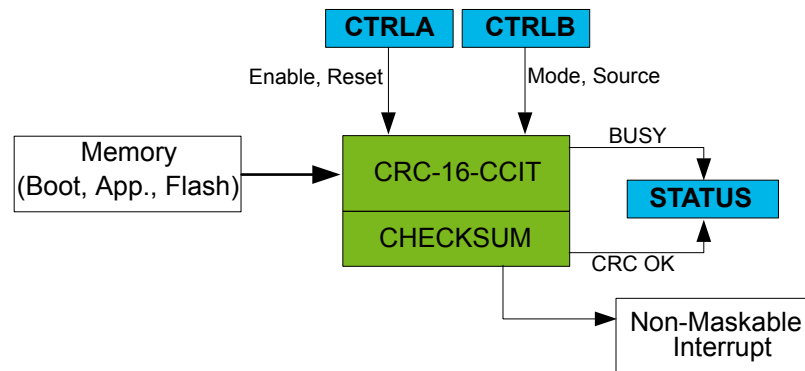 CTRLA
CTRLB
Enable, Reset
Mode, Source
Memory
(Boot, App., Flash)
CRC-16-CCIT
CHECKSUM
BUSY
STATUS
CRC OK
Non-Maskable
Interrupt